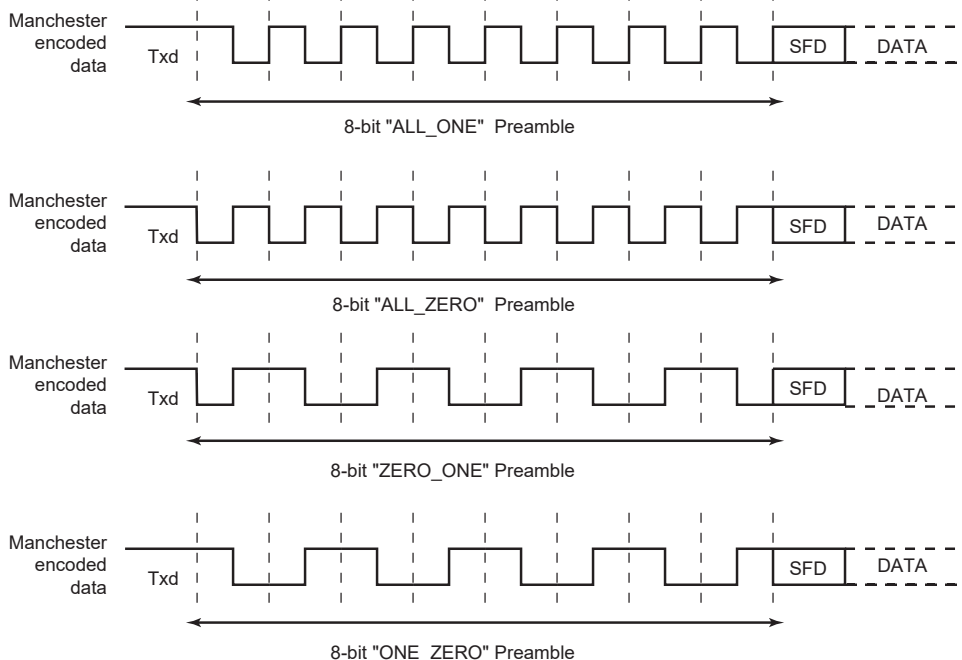 Manchester
encoded
data
Txd
SFD
DATA
8-bit "ALL_ONE" Preamble
Manchester
encoded
data
Txd
SFD
DATA
8-bit "ALL_ZERO" Preamble
Manchester
encoded
data
Txd
SFD
DATA
8-bit "ZERO_ONE" Preamble
Manchester
encoded
data
Txd
SFD
DATA
8-bit "ONE_ZERO" Preamble